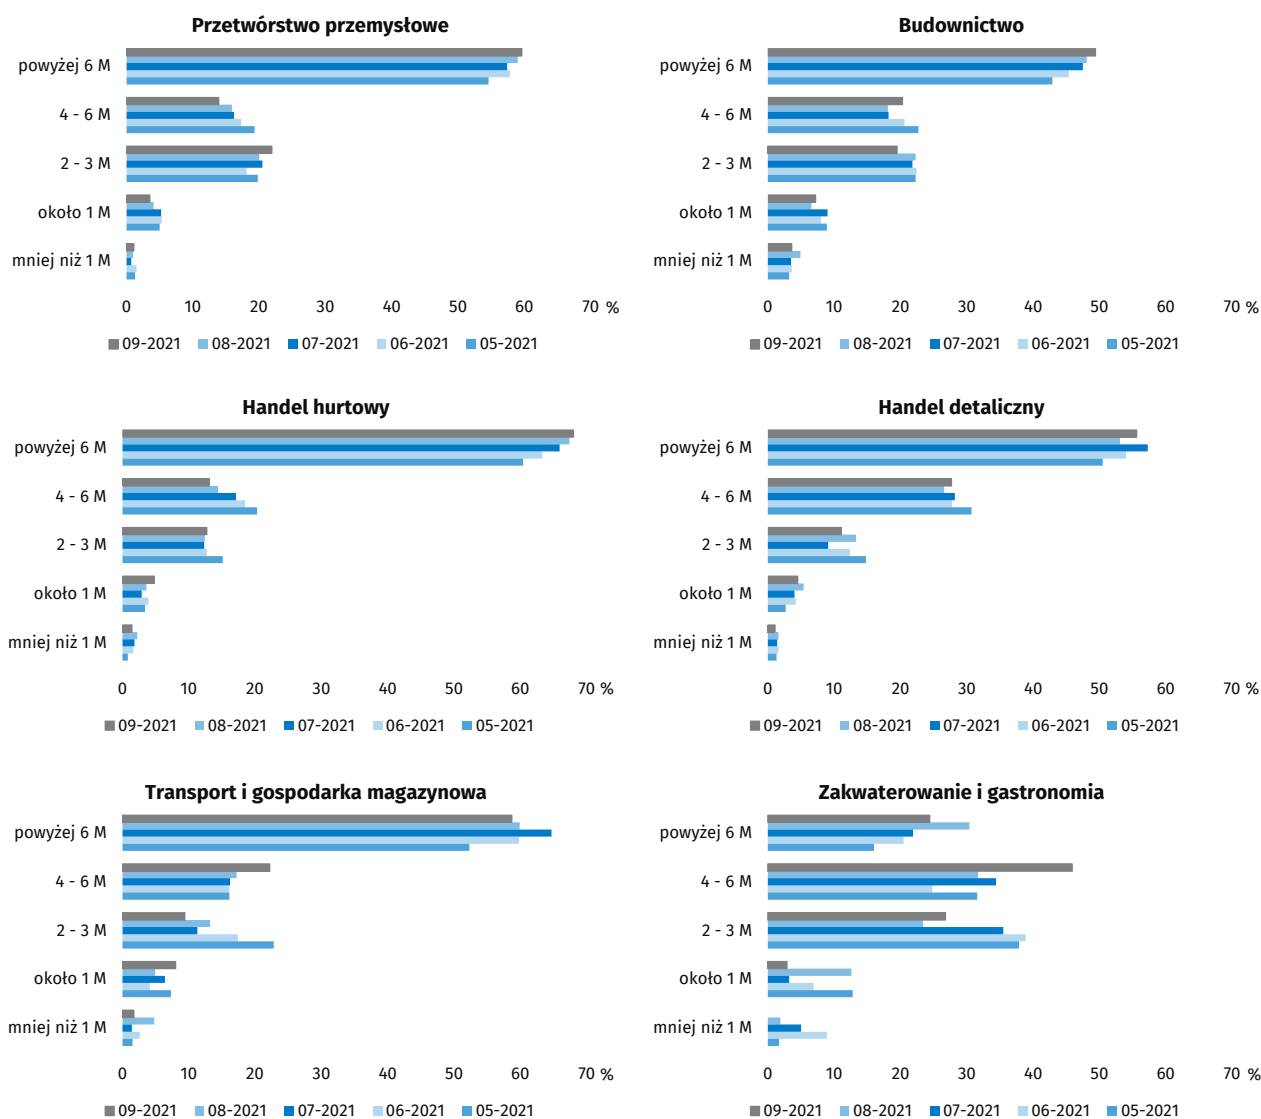 Przetwórstwo przemysłowe
powyżej 6 M
4 - 6 M
2 - 3 M
około 1 M
mniej niż 1 M
0 10 20 30 40 50 60 70 %
09-2021 08-2021 07-2021 06-2021 05-2021
Budownictwo
powyżej 6 M
4 - 6 M
2 - 3 M
około 1 M
mniej niż 1 M
0 10 20 30 40 50 60 70 %
09-2021 08-2021 07-2021 06-2021 05-2021
Handel hurtowy
powyżej 6 M
4 - 6 M
2 - 3 M
około 1 M
mniej niż 1 M
0 10 20 30 40 50 60 70 %
09-2021 08-2021 07-2021 06-2021 05-2021
Handel detaliczny
powyżej 6 M
4 - 6 M
2 - 3 M
około 1 M
mniej niż 1 M
0 10 20 30 40 50 60 70 %
09-2021 08-2021 07-2021 06-2021 05-2021
Transport i gospodarka magazynowa
powyżej 6 M
4 - 6 M
2 - 3 M
około 1 M
mniej niż 1 M
0 10 20 30 40 50 60 70 %
09-2021 08-2021 07-2021 06-2021 05-2021
Zakwaterowanie i gastronomia
powyżej 6 M
4 - 6 M
2 - 3 M
około 1 M
mniej niż 1 M
0 10 20 30 40 50 60 70 %
09-2021 08-2021 07-2021 06-2021 05-2021